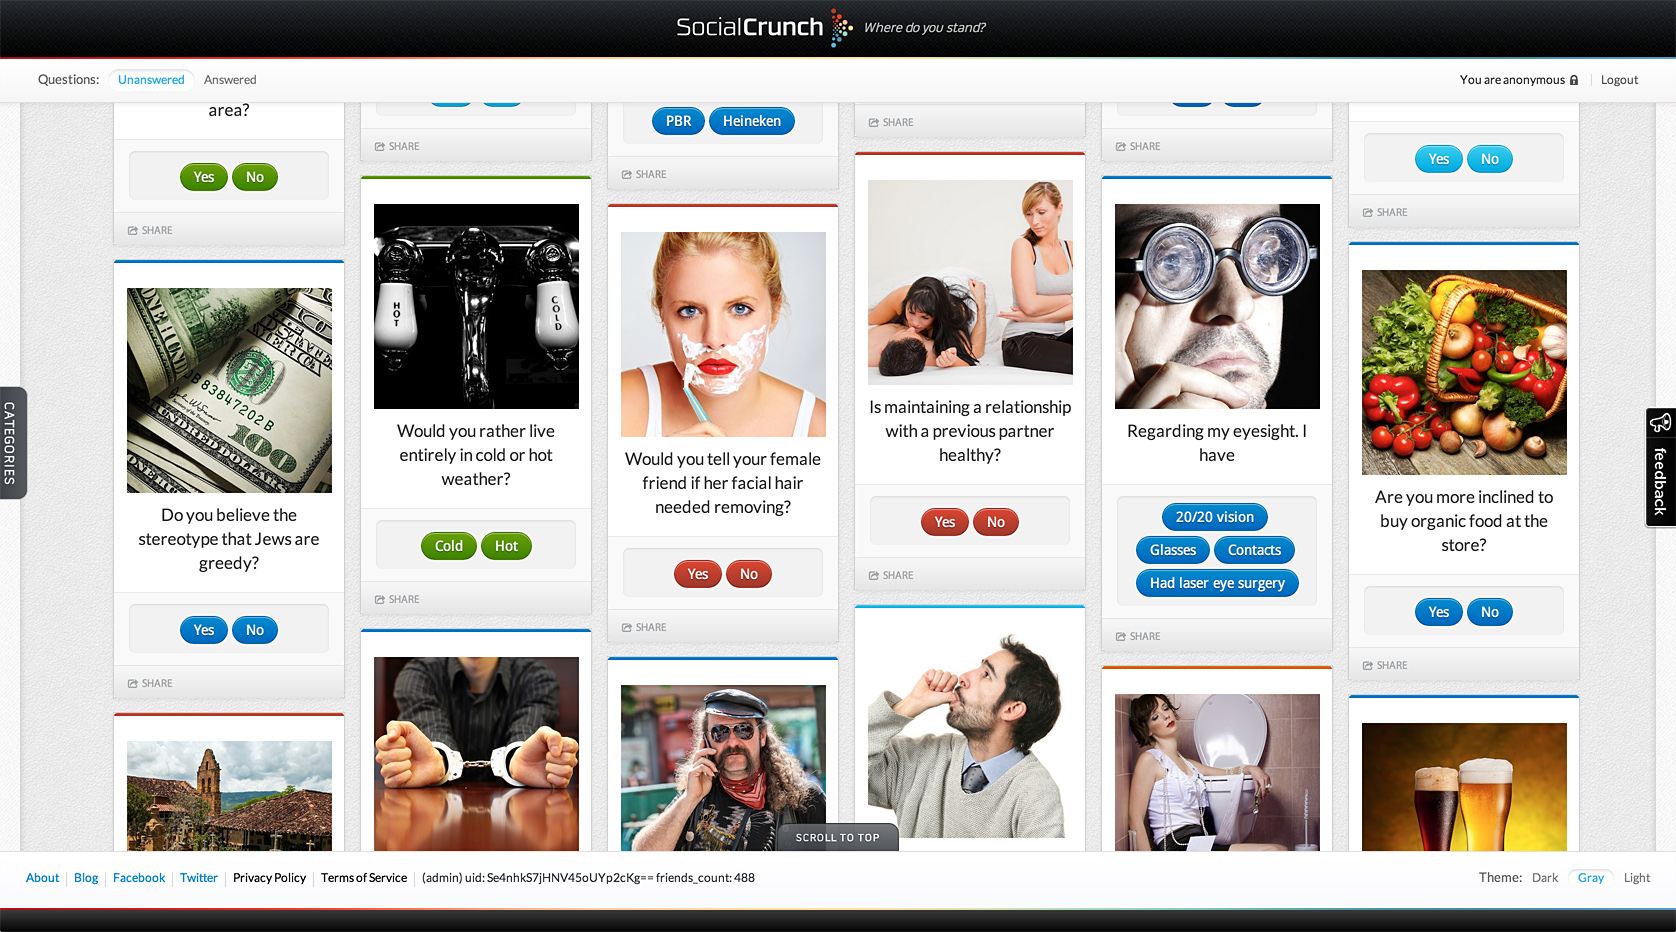 SocialCrunch Where do you stand?
Questions: Unanswered Answered
You are anonymous Logout
area?
Yes No
SHARE
Do you believe the
stereotype that Jews are
greedy?
Yes No
SHARE
SHARE
HOT
COLD
Would you rather live
entirely in cold or hot
weather?
Cold Hot
SHARE
PBR Heineken
SHARE
Would you tell your female
friend if her facial hair
needed removing?
Yes No
SHARE
SHARE
Is maintaining a relationship
with a previous partner
healthy?
Yes No
SHARE
SHARE
Regarding my eyesight. I
have
20/20 vision
Glasses Contacts
Had laser eye surgery
SHARE
Yes No
SHARE
Are you more inclined to
buy organic food at the
store?
Yes No
SHARE
CATEGORIES
feedback
SCROLL TO TOP
About Blog Facebook Twitter Privacy Policy Terms of Service (admin) uid: Se4nhkS7jHNV45oUYp2cKg== friends_count: 488
Theme: Dark Gray Light